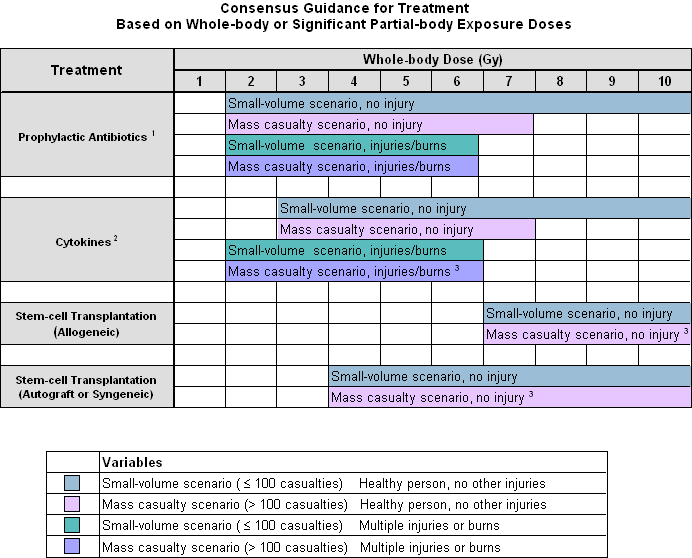 Consensus Guidance for Treatment
Based on Whole-body or Significant Partial-body Exposure Doses
Treatment
Whole-body Dose (Gy)
1 2 3 4 5 6 7 8 9 10
Prophylactic Antibiotics 1
Small-volume scenario, no injury
Mass casualty scenario, no injury
Small-volume scenario, injuries/burns
Mass casualty scenario, injuries/burns
Cytokines 2
Small-volume scenario, no injury
Mass casualty scenario, no injury
Small-volume scenario, injuries/burns
Mass casualty scenario, injuries/burns 3
Stem-cell Transplantation
(Allogeneic)
Small-volume scenario, no injury
Mass casualty scenario, no injury 3
Stem-cell Transplantation
(Autograft or Syngeneic)
Small-volume scenario, no injury
Mass casualty scenario, no injury 3
Variables
Small-volume scenario (≤ 100 casualties) Healthy person, no other injuries
Mass casualty scenario (> 100 casualties) Healthy person, no other injuries
Small-volume scenario (≤ 100 casualties) Multiple injuries or burns
Mass casualty scenario (> 100 casualties) Multiple injuries or burns